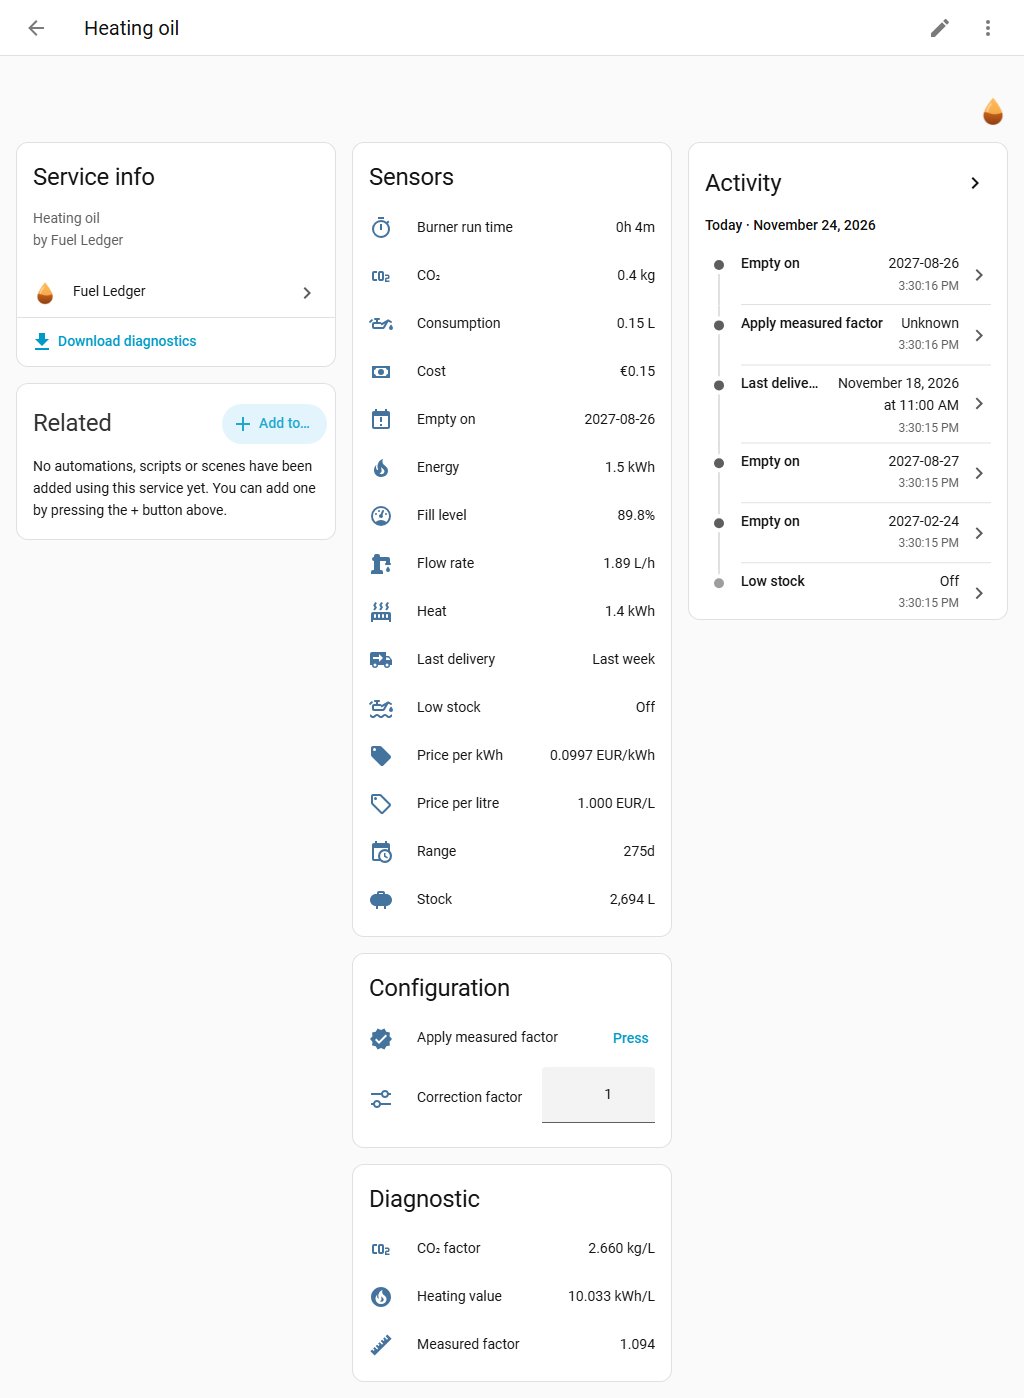 Heating oil
Service info
Heating oil
by Fuel Ledger
Fuel Ledger
Download diagnostics
Related
Add to...
No automations, scripts or scenes have been
added using this service yet. You can add one
by pressing the + button above.
Sensors
Burner run time 0h 4m
CO₂ 0.4 kg
Consumption 0.15 L
Cost €0.15
Empty on 2027-08-26
Energy 1.5 kWh
Fill level 89.8%
Flow rate 1.89 L/h
Heat 1.4 kWh
Last delivery Last week
Low stock Off
Price per kWh 0.0997 EUR/kWh
Price per litre 1.000 EUR/L
Range 275d
Stock 2,694 L
Configuration
Apply measured factor Press
Correction factor 1
Diagnostic
CO₂ factor 2.660 kg/L
Heating value 10.033 kWh/L
Measured factor 1.094
Activity
Today · November 24, 2026
Empty on 2027-08-26
3:30:16 PM
Apply measured factor Unknown
3:30:16 PM
Last delive... November 18, 2026
at 11:00 AM
3:30:15 PM
Empty on 2027-08-27
3:30:15 PM
Empty on 2027-02-24
3:30:15 PM
Low stock Off
3:30:15 PM